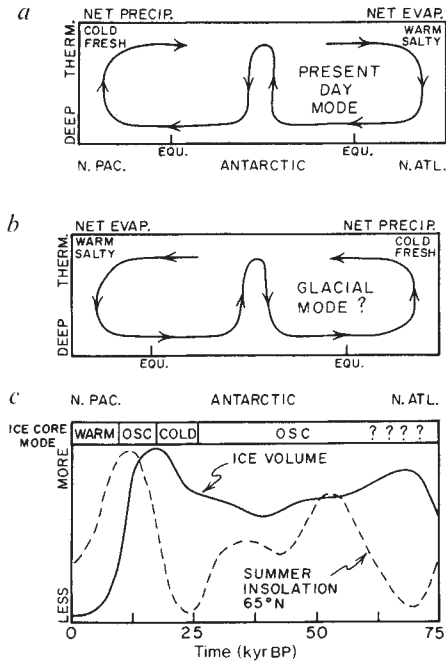 a
NET PRECIP.
NET EVAP.
THERM.
DEEP
COLD
FRESH
WARM
SALTY
PRESENT
DAY
MODE
EQU.
EQU.
N. PAC.
ANTARCTIC
N. ATL.
b
NET EVAP.
NET PRECIP.
THERM.
DEEP
WARM
SALTY
COLD
FRESH
GLACIAL
MODE ?
EQU.
EQU.
c
N. PAC.
ANTARCTIC
N. ATL.
ICE CORE
MODE
WARM
OSC
COLD
OSC
? ? ? ?
MORE
LESS
ICE VOLUME
SUMMER
INSOLATION
65°N
0
25
50
75
Time (kyr BP)